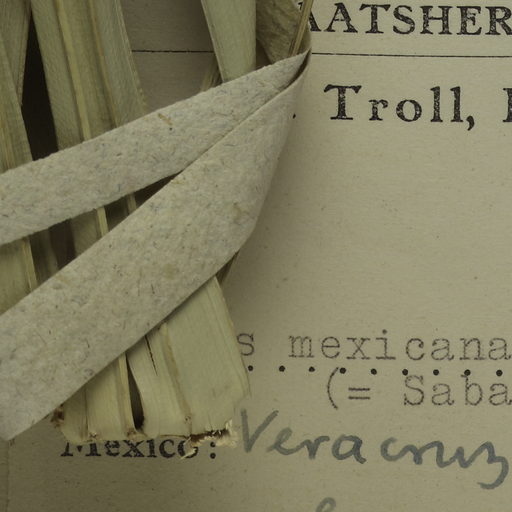 AATSHER
. Troll,
s mexicana
(= Saba
Mexico: Veracruz